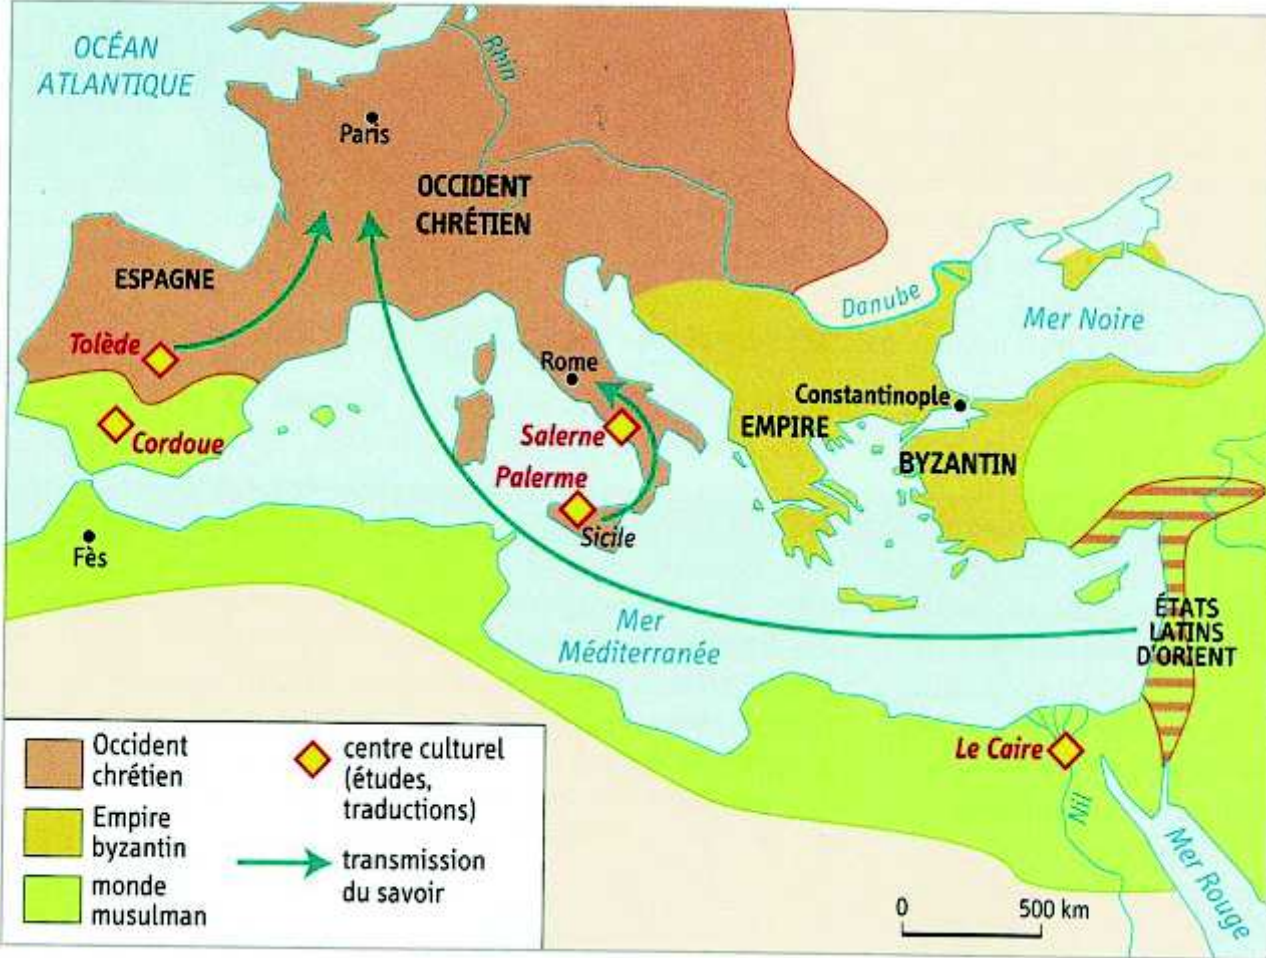 OCÉAN
ATLANTIQUE
Rhin
Paris
OCCIDENT
CHRÉTIEN
ESPAGNE
Danube
Mer Noire
Tolède
Rome
Constantinople
Cordoue
Salerne
EMPIRE
BYZANTIN
Palerme
Sicile
Fès
Mer
Méditerranée
ÉTATS
LATINS
D'ORIENT
Le Caire
Nil
Mer Rouge
Occident
chrétien
Empire
byzantin
monde
musulman
centre culturel
(études,
traductions)
transmission
du savoir
0
500 km